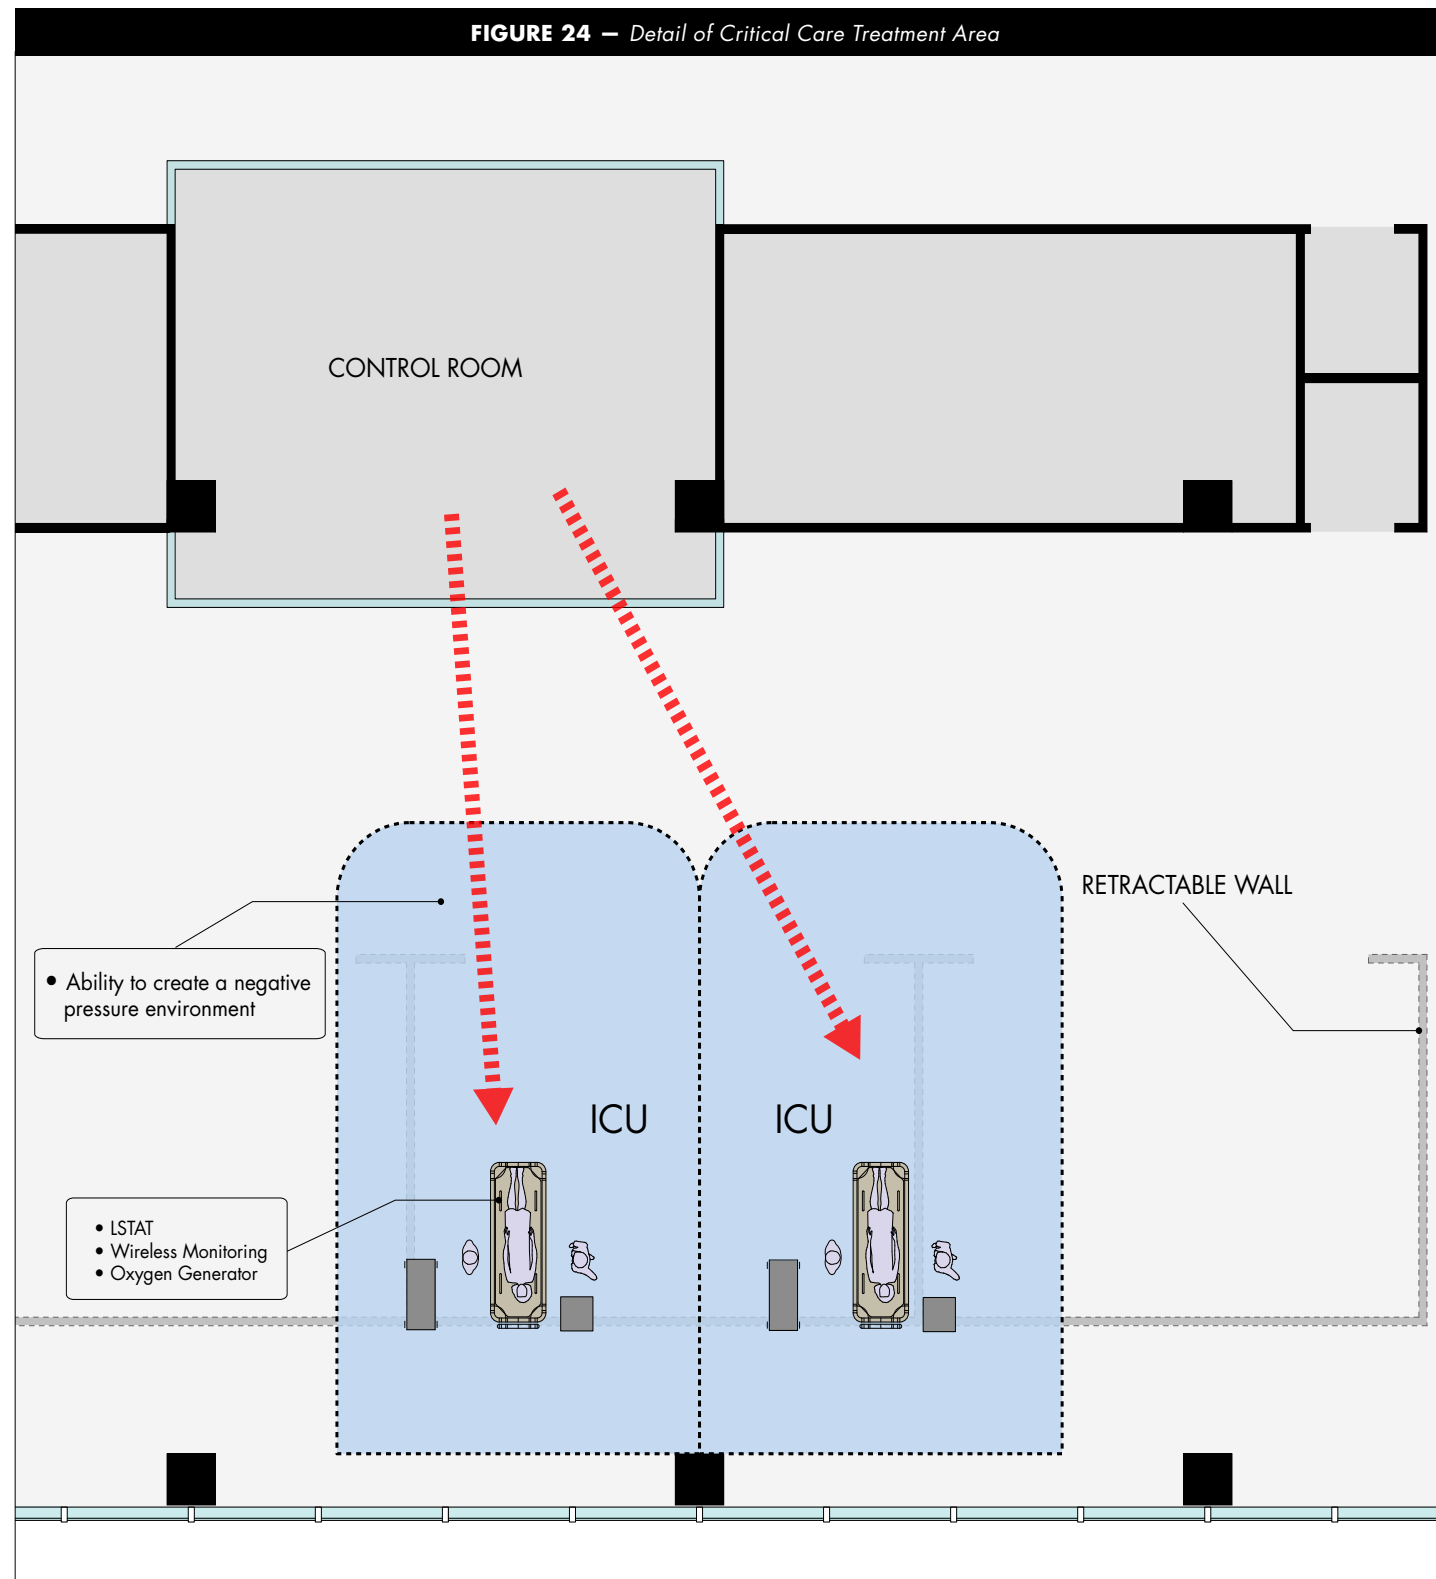 FIGURE 24 — Detail of Critical Care Treatment Area
CONTROL ROOM
RETRACTABLE WALL
• Ability to create a negative
pressure environment
ICU
ICU
• LSTAT
• Wireless Monitoring
• Oxygen Generator